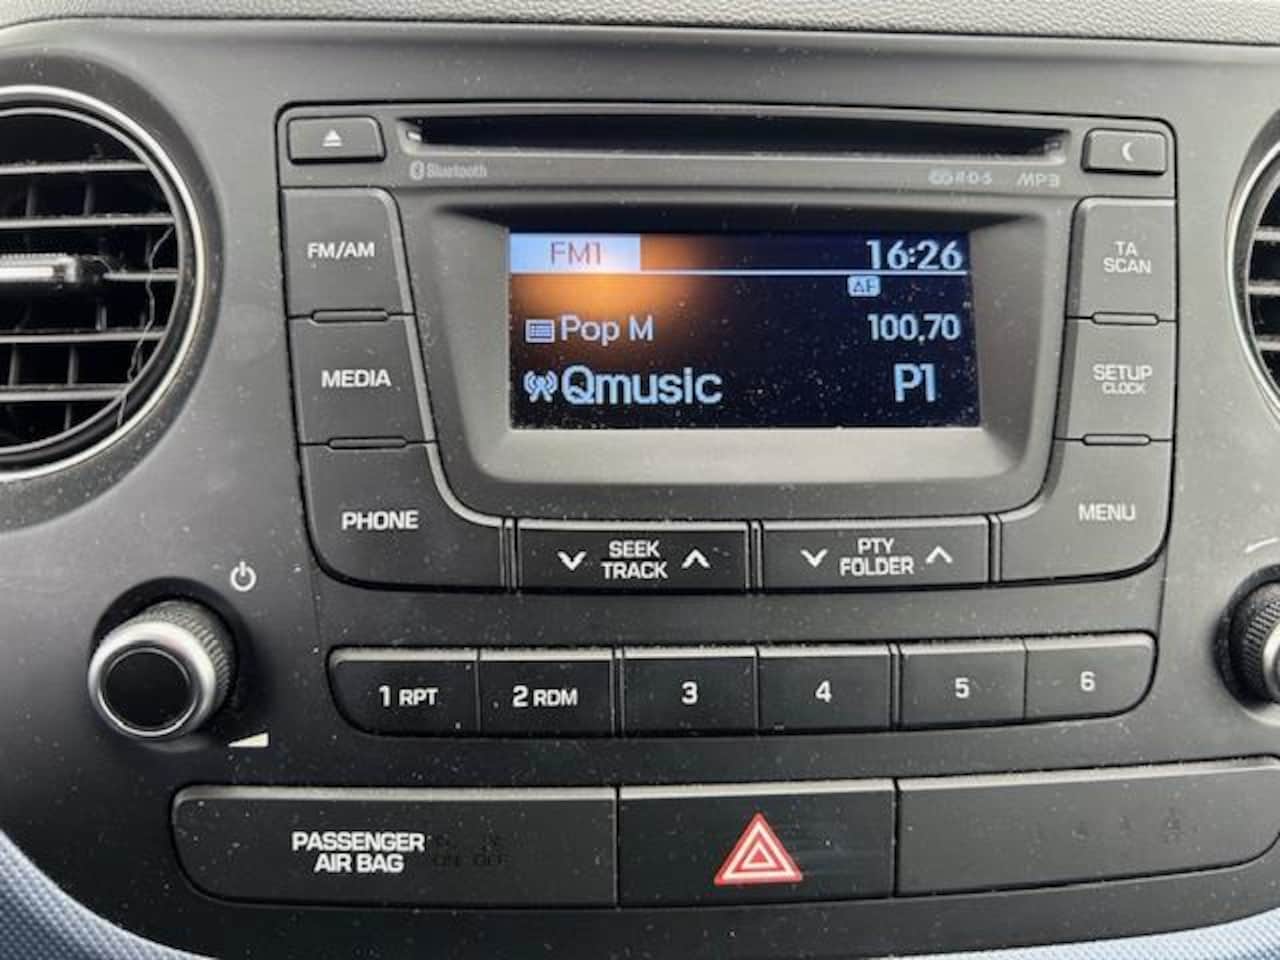 Bluetooth
RDS MP3
FM/AM
FM1 16:26
AF
TA
SCAN
Pop M 100.70
MEDIA
Qmusic P1
SETUP
CLOCK
PHONE
SEEK
TRACK
PTY
FOLDER
MENU
1 RPT 2 RDM 3 4 5 6
PASSENGER
AIR BAG
ON OFF